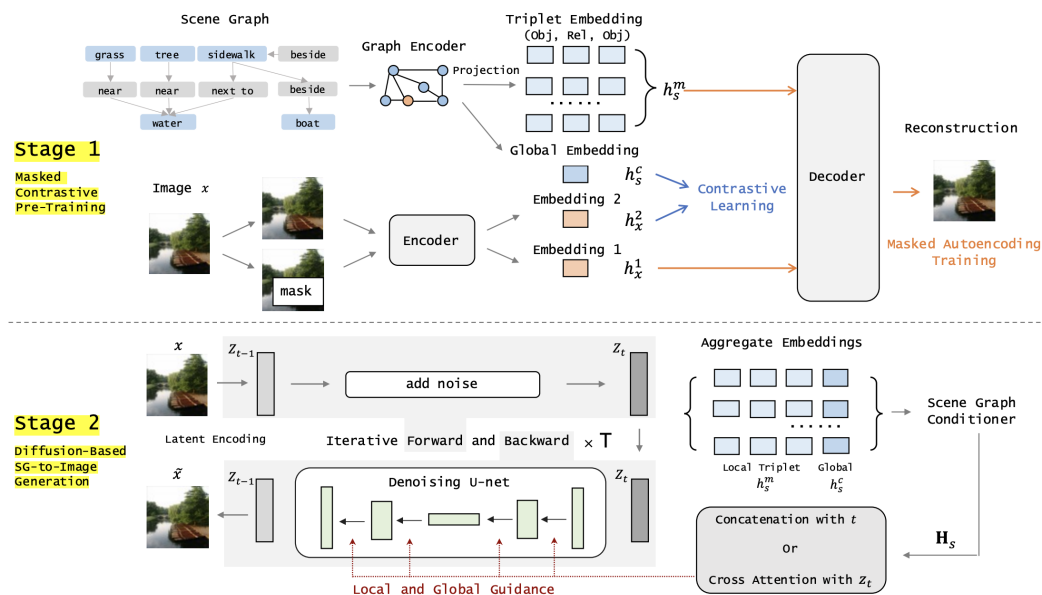 Scene Graph
grass
tree
sidewalk
beside
near
near
next to
beside
water
boat
Graph Encoder
Projection
Triplet Embedding
(Obj, Rel, Obj)
......
h_s^m
Global Embedding
h_s^c
Stage 1
Masked
Contrastive
Pre-Training
Image x
mask
Encoder
Embedding 2
h_x^2
Embedding 1
h_x^1
Contrastive
Learning
Decoder
Reconstruction
Masked Autoencoding
Training
Stage 2
Diffusion-Based
SG-to-Image
Generation
x
Z_{t-1}
add noise
Z_t
Latent Encoding
Iterative Forward and Backward × T
x̃
Z_{t-1}
Denoising U-net
Z_t
Local and Global Guidance
Aggregate Embeddings
......
Local Triplet
h_s^m
Global
h_s^c
Scene Graph
Conditioner
H_s
Concatenation with t
Or
Cross Attention with Z_t